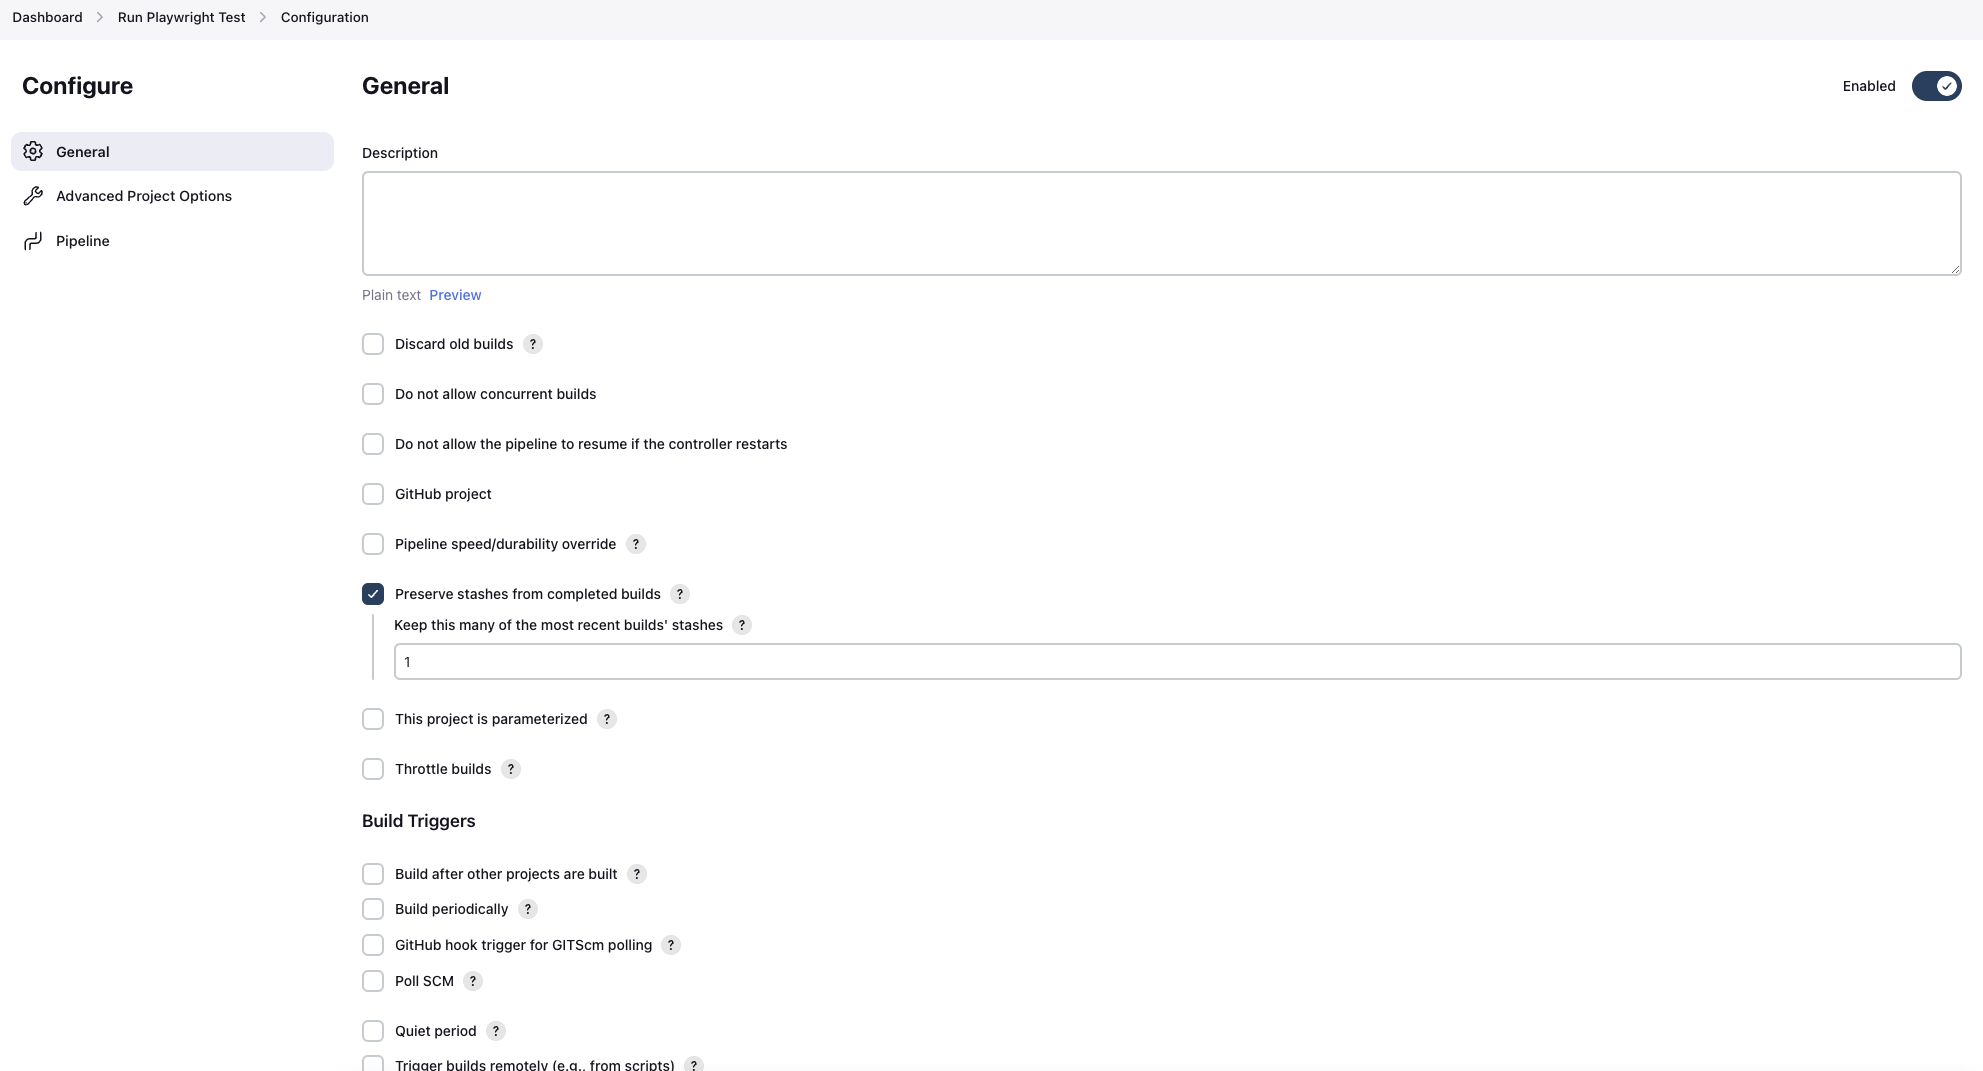 Dashboard > Run Playwright Test > Configuration
Configure
General
Advanced Project Options
Pipeline
General
Enabled
Description
Plain text Preview
Discard old builds ?
Do not allow concurrent builds
Do not allow the pipeline to resume if the controller restarts
GitHub project
Pipeline speed/durability override ?
Preserve stashes from completed builds ?
Keep this many of the most recent builds' stashes ?
1
This project is parameterized ?
Throttle builds ?
Build Triggers
Build after other projects are built ?
Build periodically ?
GitHub hook trigger for GITScm polling ?
Poll SCM ?
Quiet period ?
Trigger builds remotely (e.g., from scripts) ?